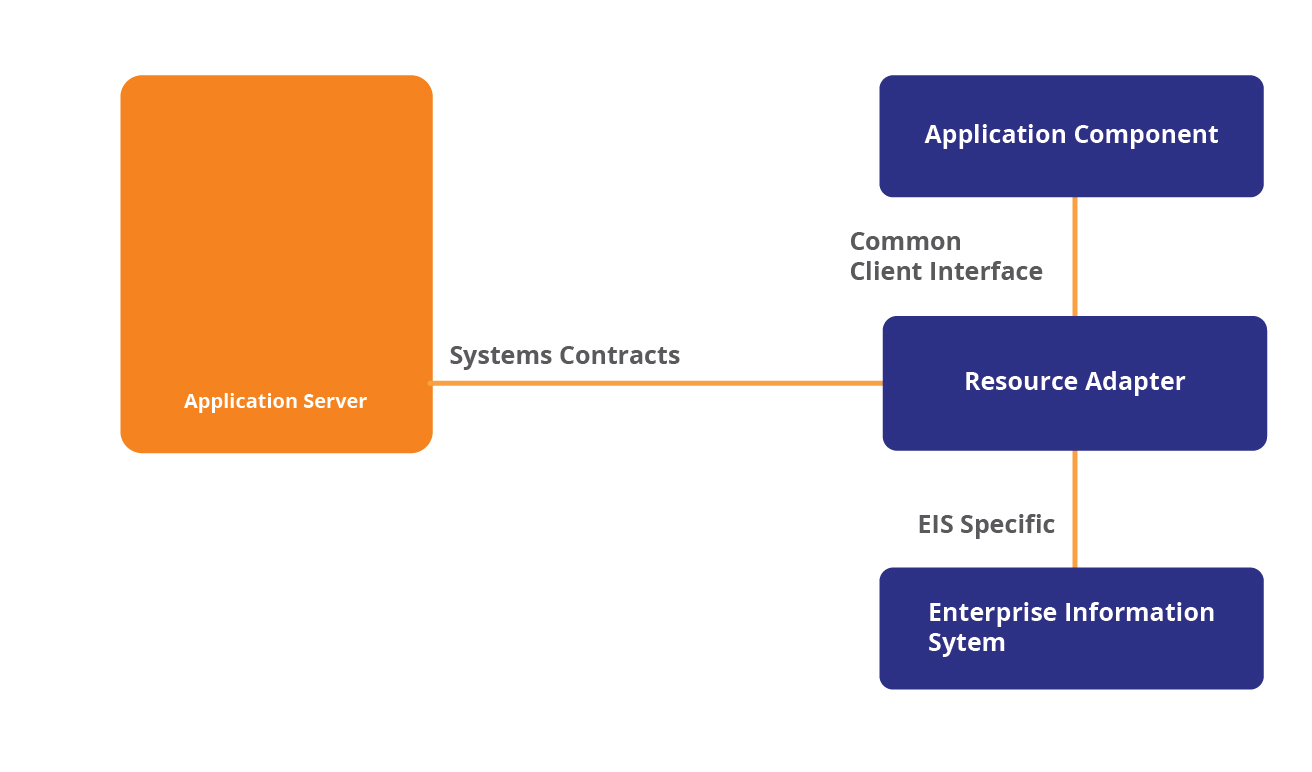 Application Component
Common
Client Interface
Systems Contracts
Resource Adapter
Application Server
EIS Specific
Enterprise Information
Sytem